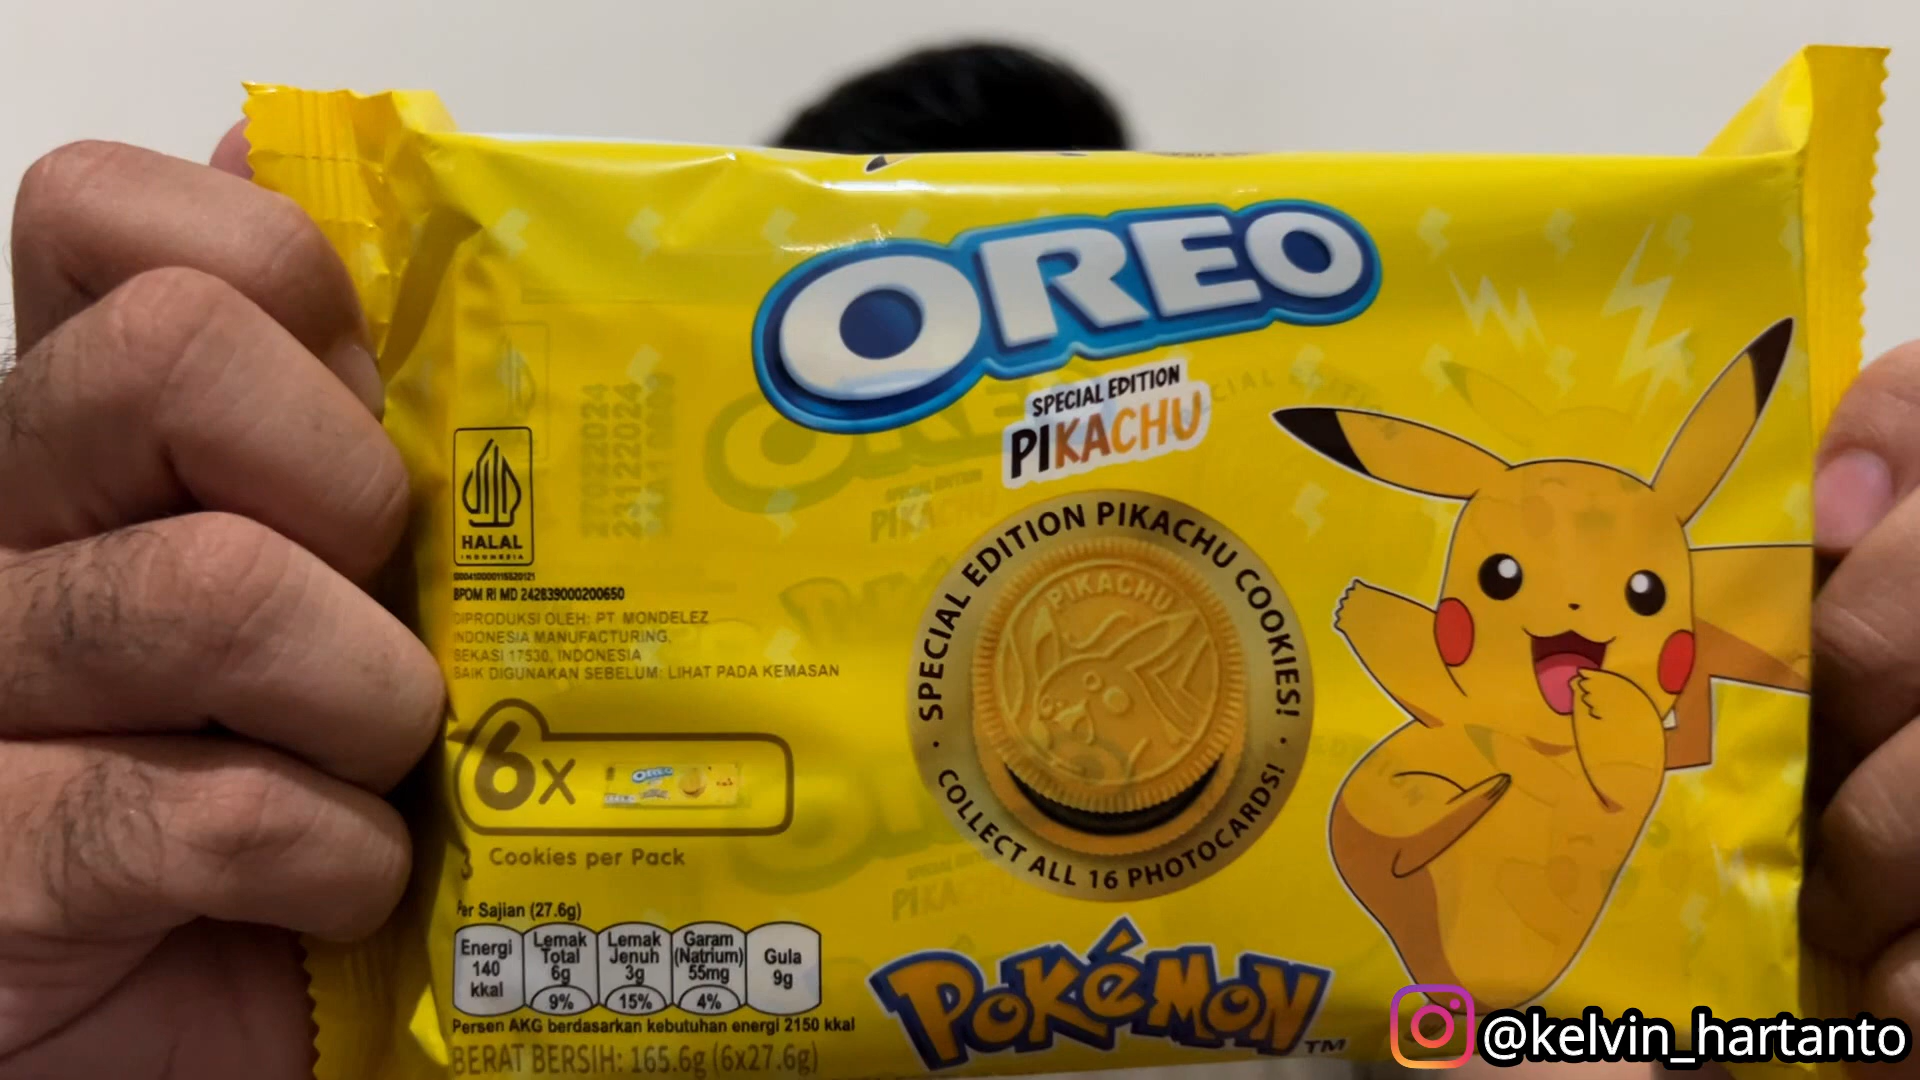 OREO
SPECIAL EDITION
PIKACHU
SPECIAL EDITION PIKACHU COOKIES!
COLLECT ALL 16 PHOTOCARDS!
PIKACHU
27022024
23122024
HALAL
INDONESIA
BPOM RI MD 242839000200650
DIPRODUKSI OLEH: PT MONDELEZ
INDONESIA MANUFACTURING,
BEKASI 17530, INDONESIA
BAIK DIGUNAKAN SEBELUM: LIHAT PADA KEMASAN
6x
OREO
3 Cookies per Pack
Per Sajian (27.6g)
Energi 140 kkal
Lemak Total 6g 9%
Lemak Jenuh 3g 15%
Garam (Natrium) 55mg 4%
Gula 9g
Persen AKG berdasarkan kebutuhan energi 2150 kkal
BERAT BERSIH: 165.6g (6x27.6g)
POKéMON TM
@kelvin_hartanto